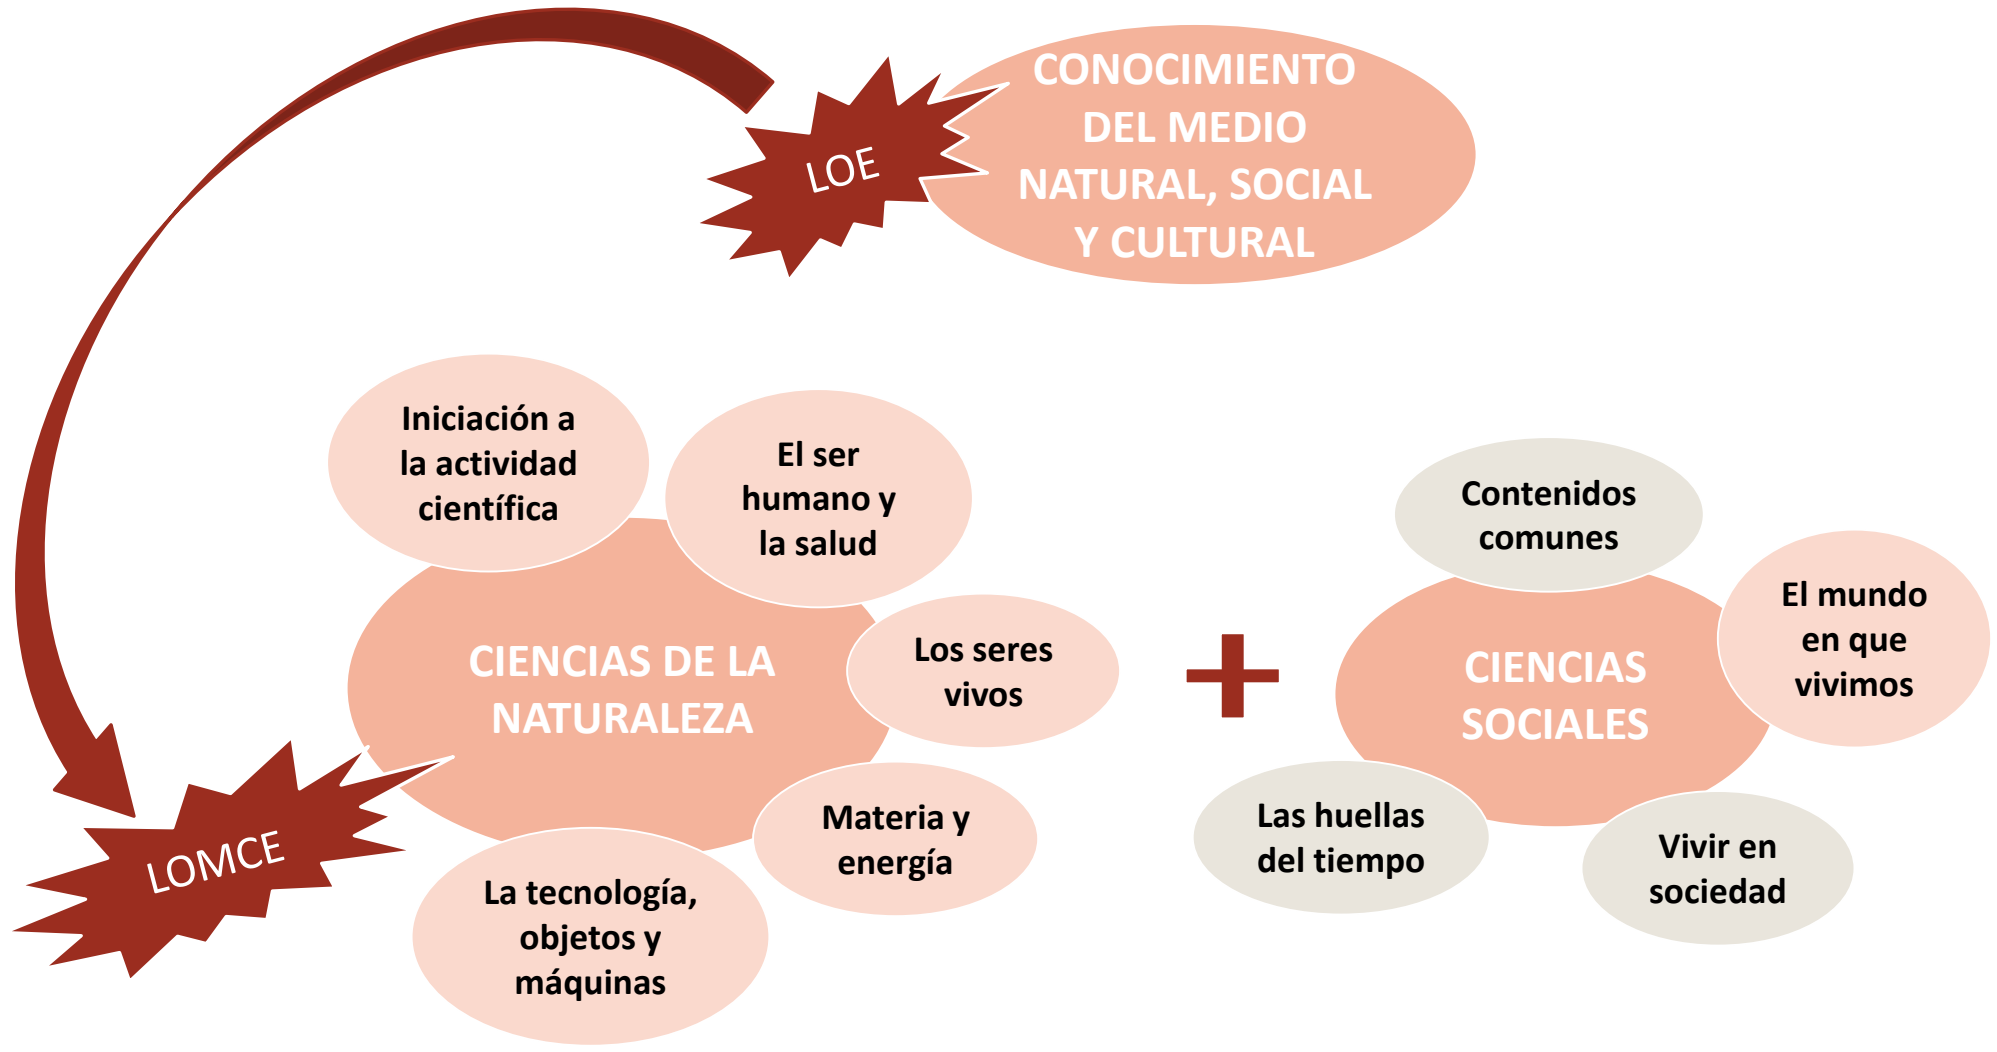 CONOCIMIENTO
DEL MEDIO
NATURAL, SOCIAL
Y CULTURAL
LOE
Iniciación a
la actividad
científica
El ser
humano y
la salud
Los seres
vivos
CIENCIAS DE LA
NATURALEZA
Materia y
energía
La tecnología,
objetos y
máquinas
LOMCE
Contenidos
comunes
El mundo
en que
vivimos
CIENCIAS
SOCIALES
Las huellas
del tiempo
Vivir en
sociedad